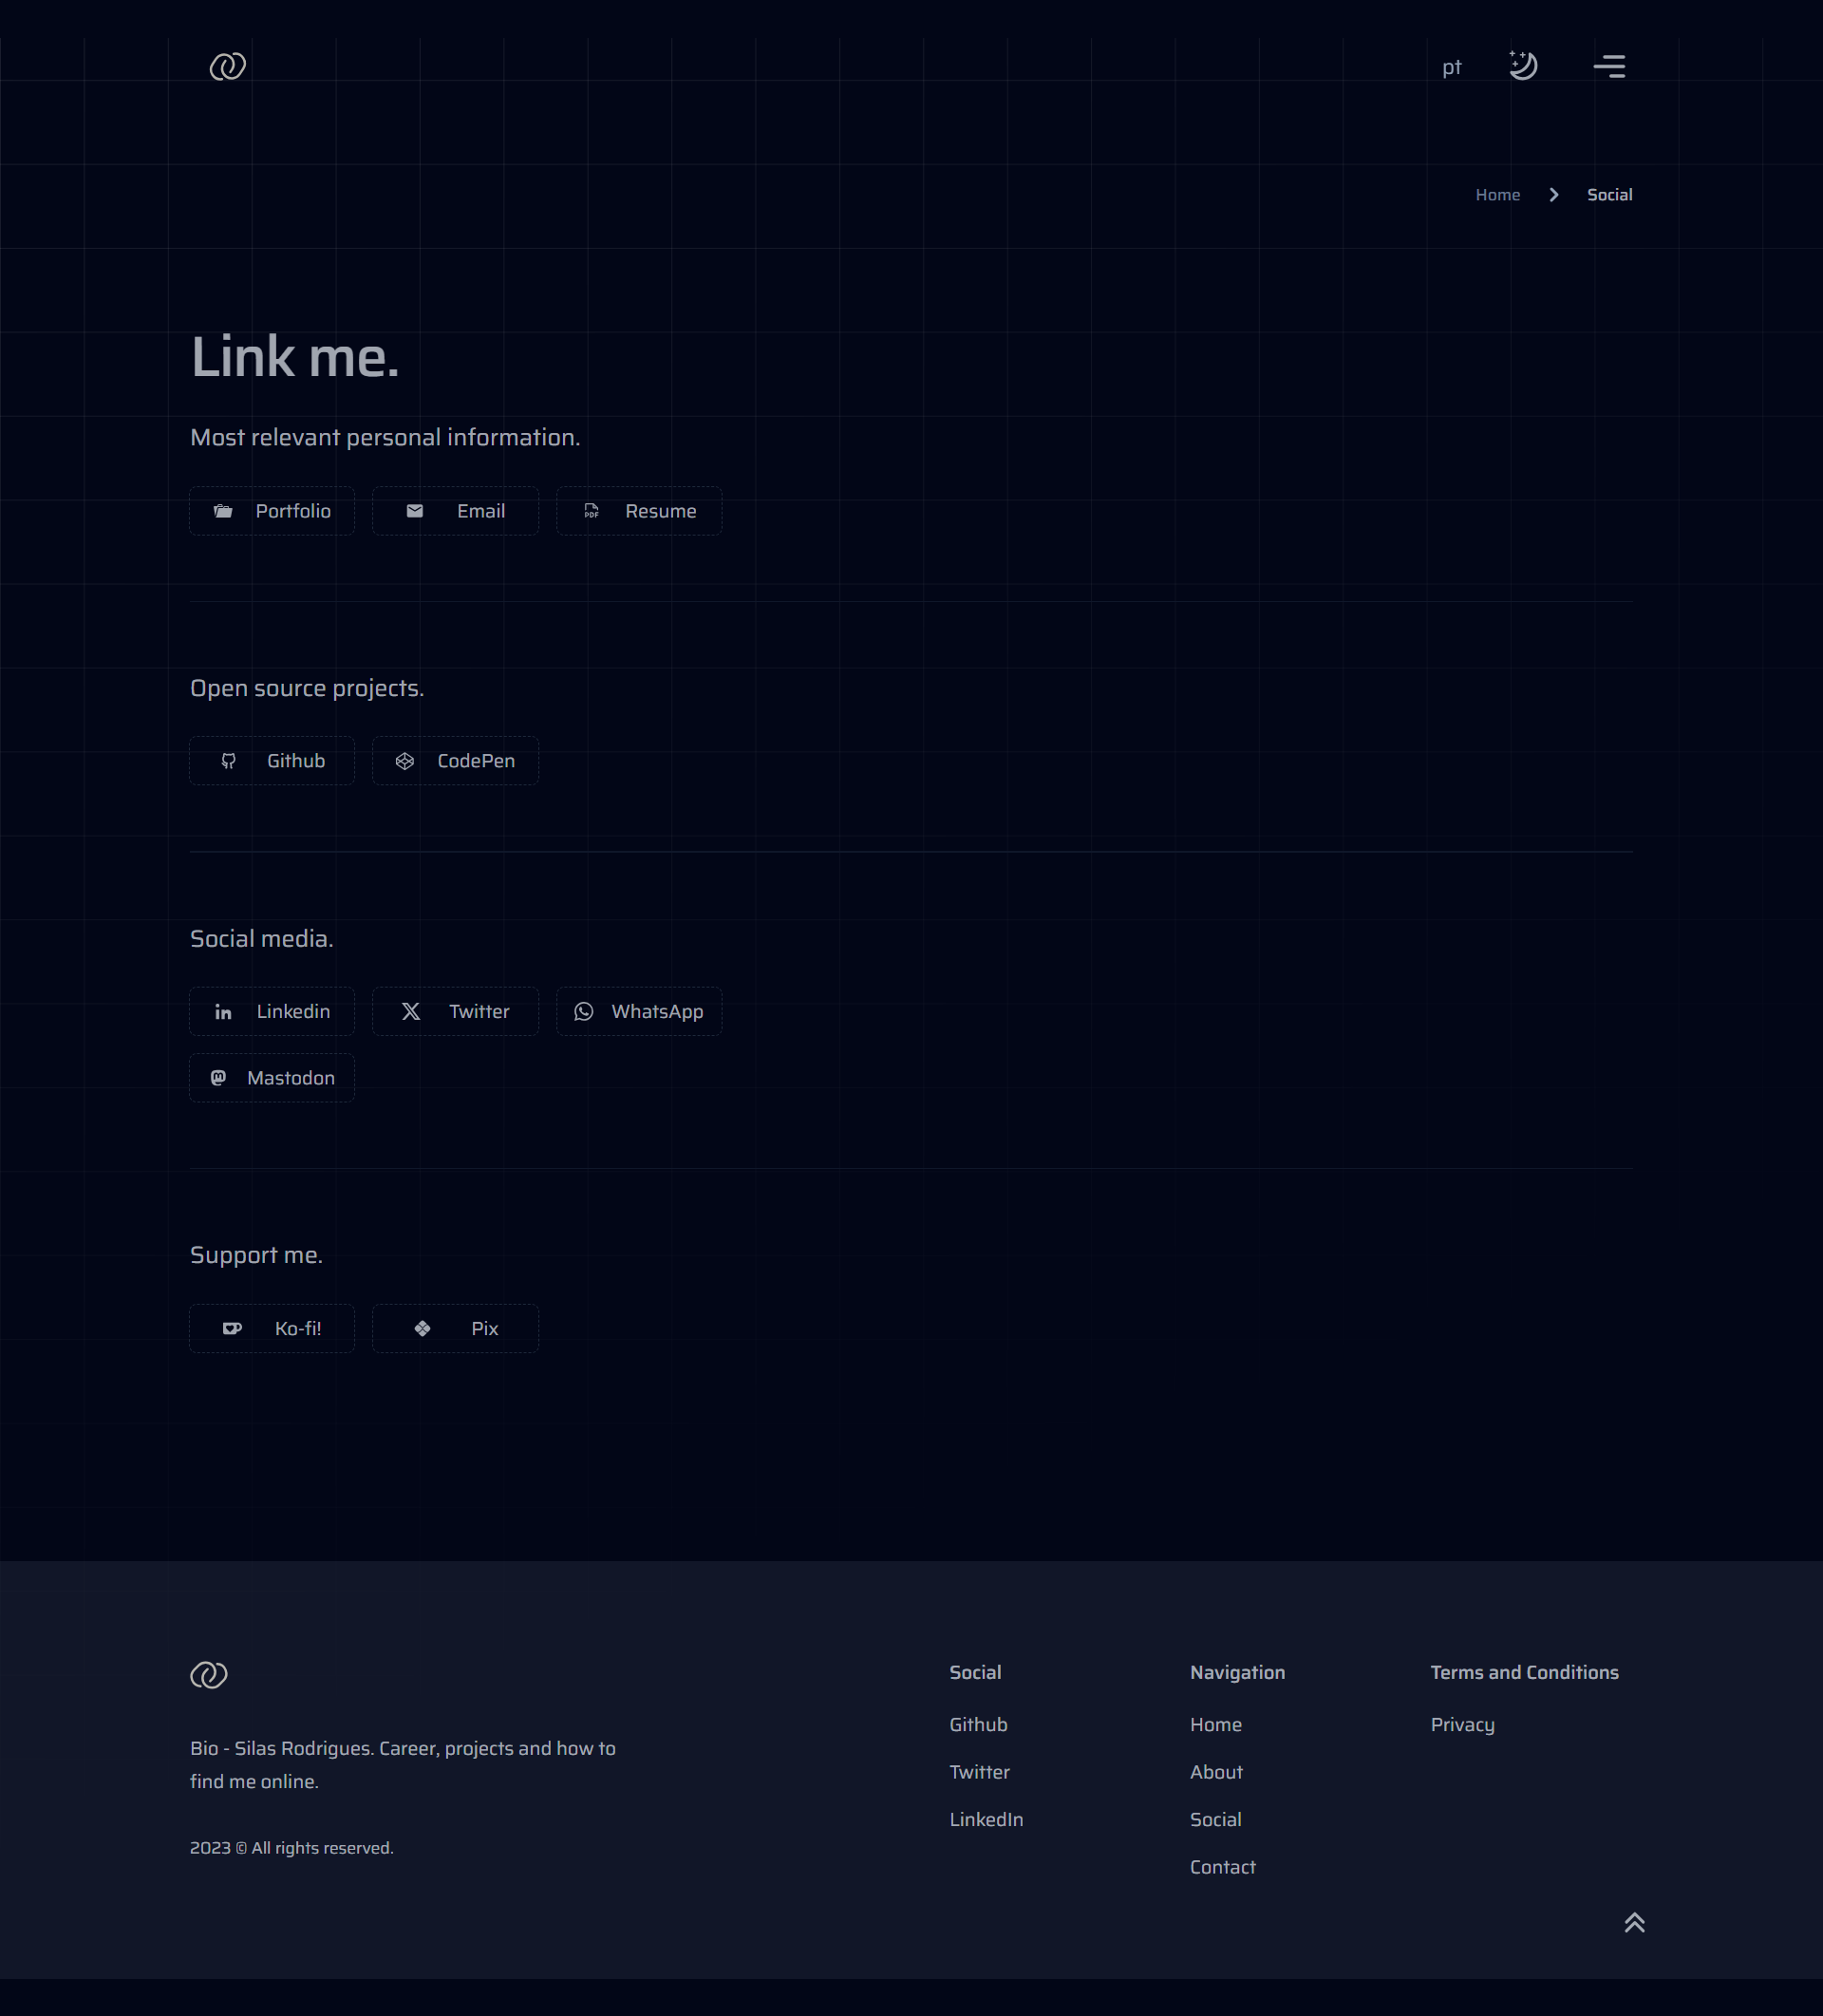 pt
Home Social
Link me.
Most relevant personal information.
Portfolio Email PDF Resume
Open source projects.
Github CodePen
Social media.
Linkedin Twitter WhatsApp
Mastodon
Support me.
Ko-fi! Pix
Social Navigation Terms and Conditions
Github Home Privacy
Bio - Silas Rodrigues. Career, projects and how to
find me online.
Twitter About
LinkedIn Social
2023 © All rights reserved.
Contact